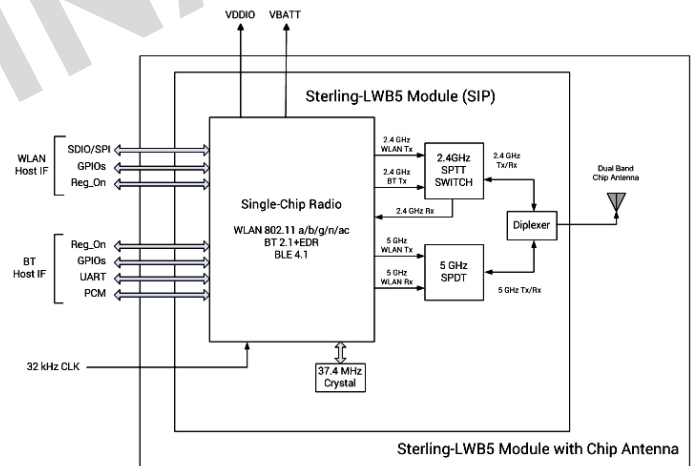 VDDIO VBATT
Sterling-LWB5 Module (SIP)
WLAN
Host IF
SDIO/SPI
GPIOs
Reg_On
BT
Host IF
Reg_On
GPIOs
UART
PCM
32 kHz CLK
Single-Chip Radio
WLAN 802.11 a/b/g/n/ac
BT 2.1+EDR
BLE 4.1
37.4 MHz
Crystal
2.4 GHz
WLAN Tx
2.4 GHz
BT Tx
2.4 GHz Rx
5 GHz
WLAN Tx
5 GHz
WLAN Rx
2.4GHz
SPTT
SWITCH
5 GHz
SPDT
2.4 GHz
Tx/Rx
Diplexer
5 GHz Tx/Rx
Dual Band
Chip Antenna
Sterling-LWB5 Module with Chip Antenna